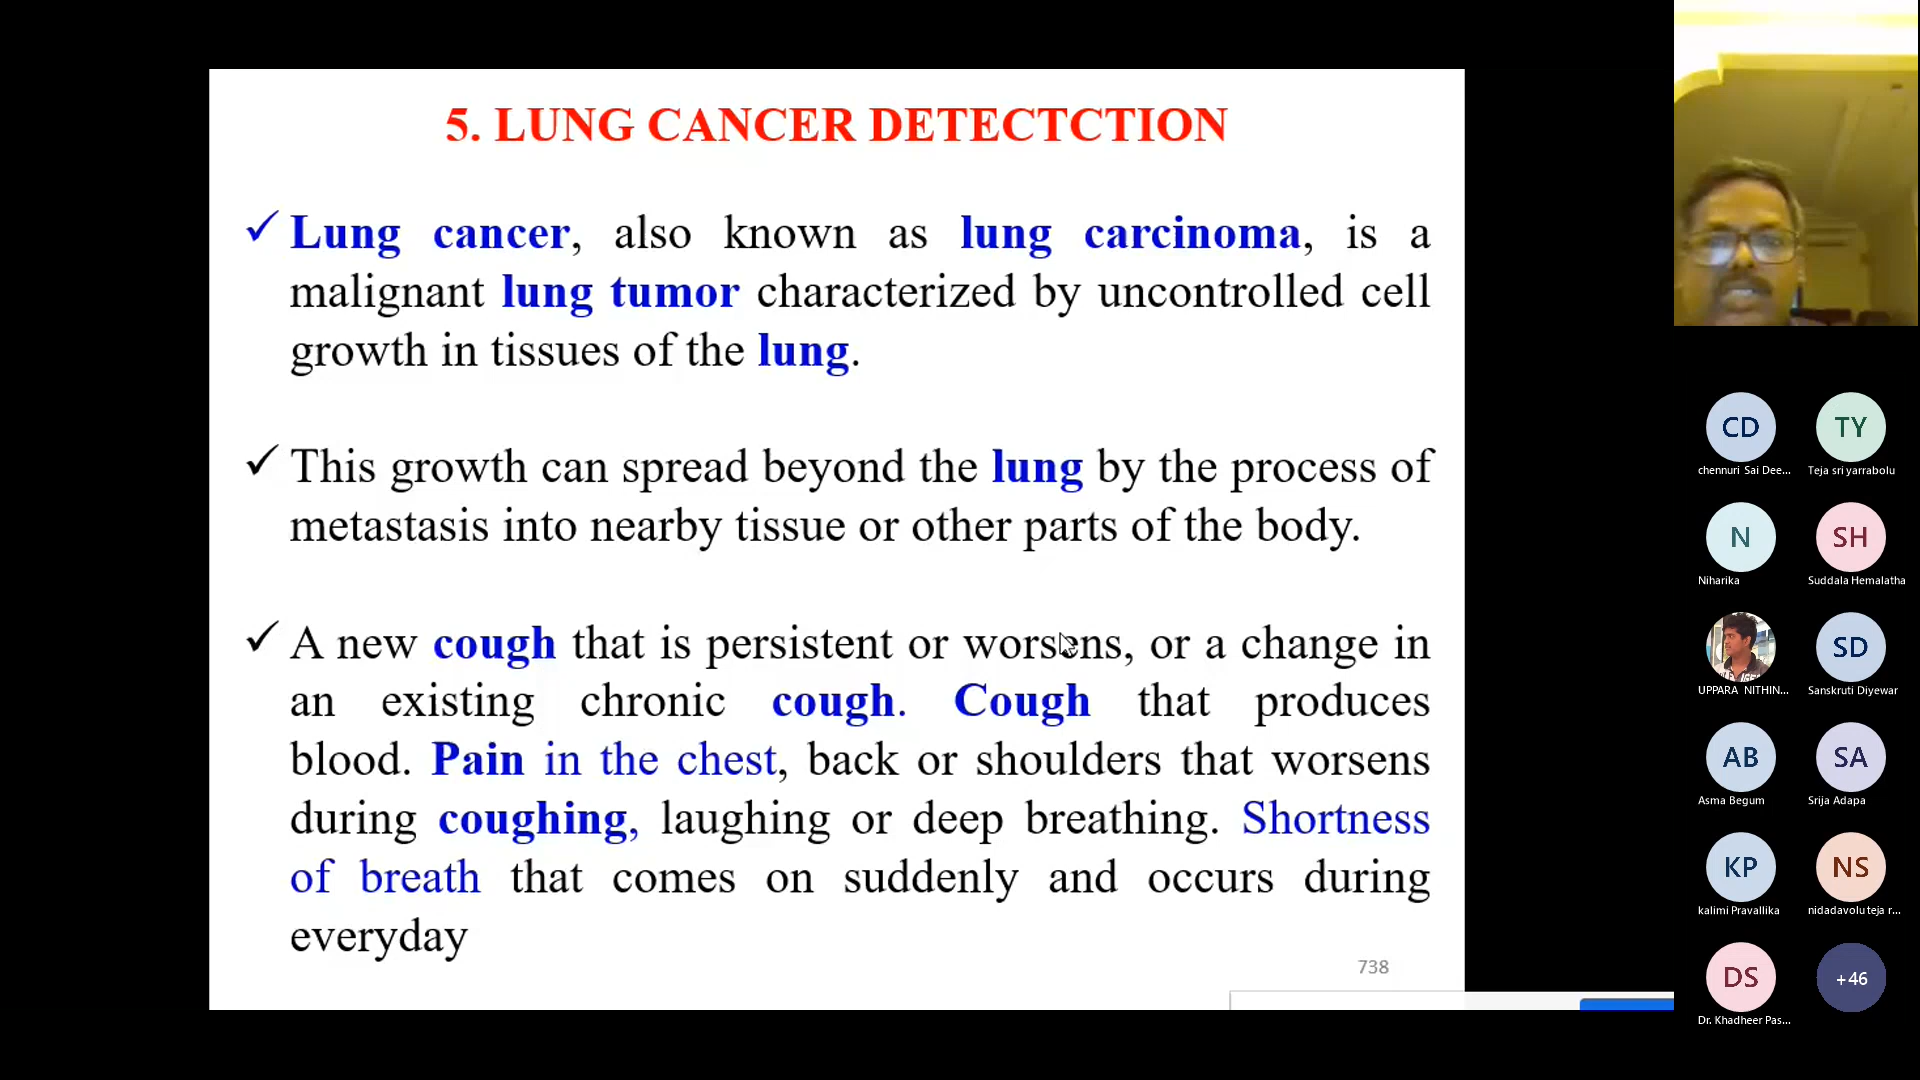 5. LUNG CANCER DETECTCTION
Lung cancer, also known as lung carcinoma, is a
malignant lung tumor characterized by uncontrolled cell
growth in tissues of the lung.
This growth can spread beyond the lung by the process of
metastasis into nearby tissue or other parts of the body.
A new cough that is persistent or worsens, or a change in
an existing chronic cough. Cough that produces
blood. Pain in the chest, back or shoulders that worsens
during coughing, laughing or deep breathing. Shortness
of breath that comes on suddenly and occurs during
everyday
738
CD
TY
chennuri Sai Dee...
Teja sri yarrabolu
N
SH
Niharika
Suddala Hemalatha
SD
UPPARA NITHIN...
Sanskruti Diyewar
AB
SA
Asma Begum
Srija Adapa
KP
NS
kalimi Pravallika
nidadavolu teja r...
DS
+46
Dr. Khadheer Pas...